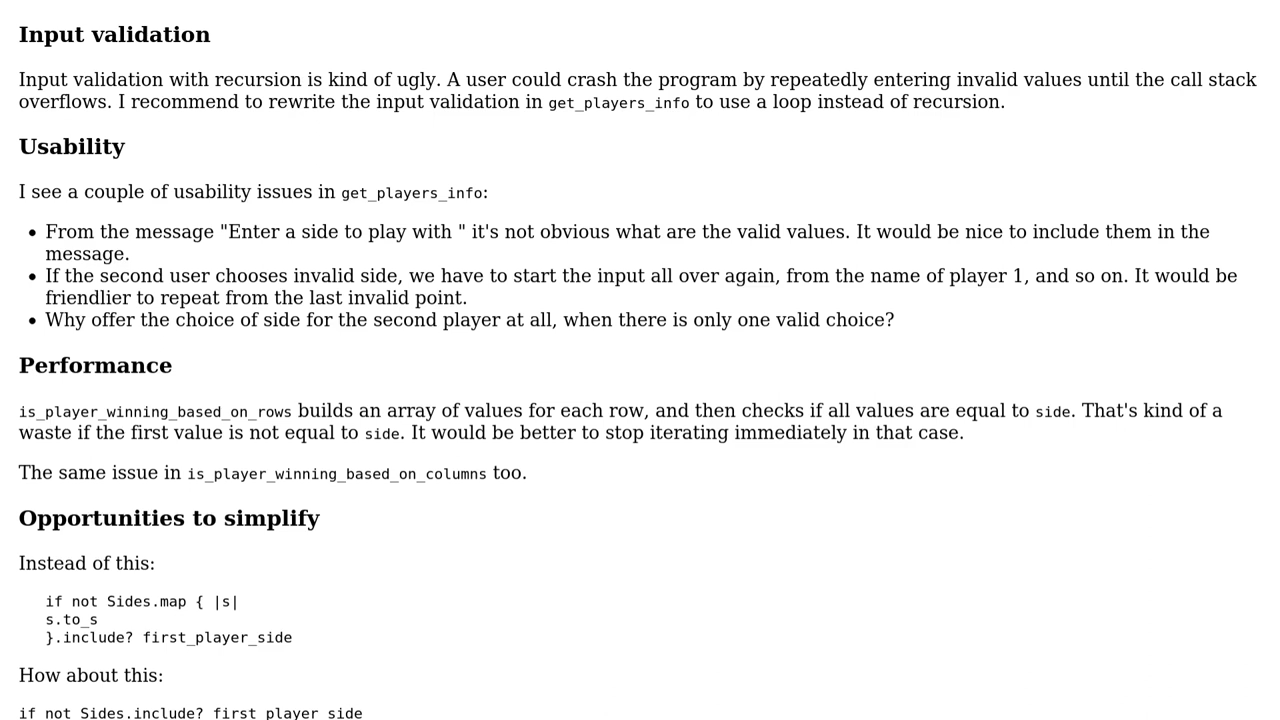 Input validation
Input validation with recursion is kind of ugly. A user could crash the program by repeatedly entering invalid values until the call stack
overflows. I recommend to rewrite the input validation in get_players_info to use a loop instead of recursion.
Usability
I see a couple of usability issues in get_players_info:
• From the message "Enter a side to play with " it's not obvious what are the valid values. It would be nice to include them in the
message.
• If the second user chooses invalid side, we have to start the input all over again, from the name of player 1, and so on. It would be
friendlier to repeat from the last invalid point.
• Why offer the choice of side for the second player at all, when there is only one valid choice?
Performance
is_player_winning_based_on_rows builds an array of values for each row, and then checks if all values are equal to side. That's kind of a
waste if the first value is not equal to side. It would be better to stop iterating immediately in that case.
The same issue in is_player_winning_based_on_columns too.
Opportunities to simplify
Instead of this:
if not Sides.map { |s|
s.to_s
}.include? first_player_side
How about this:
if not Sides.include? first_player_side